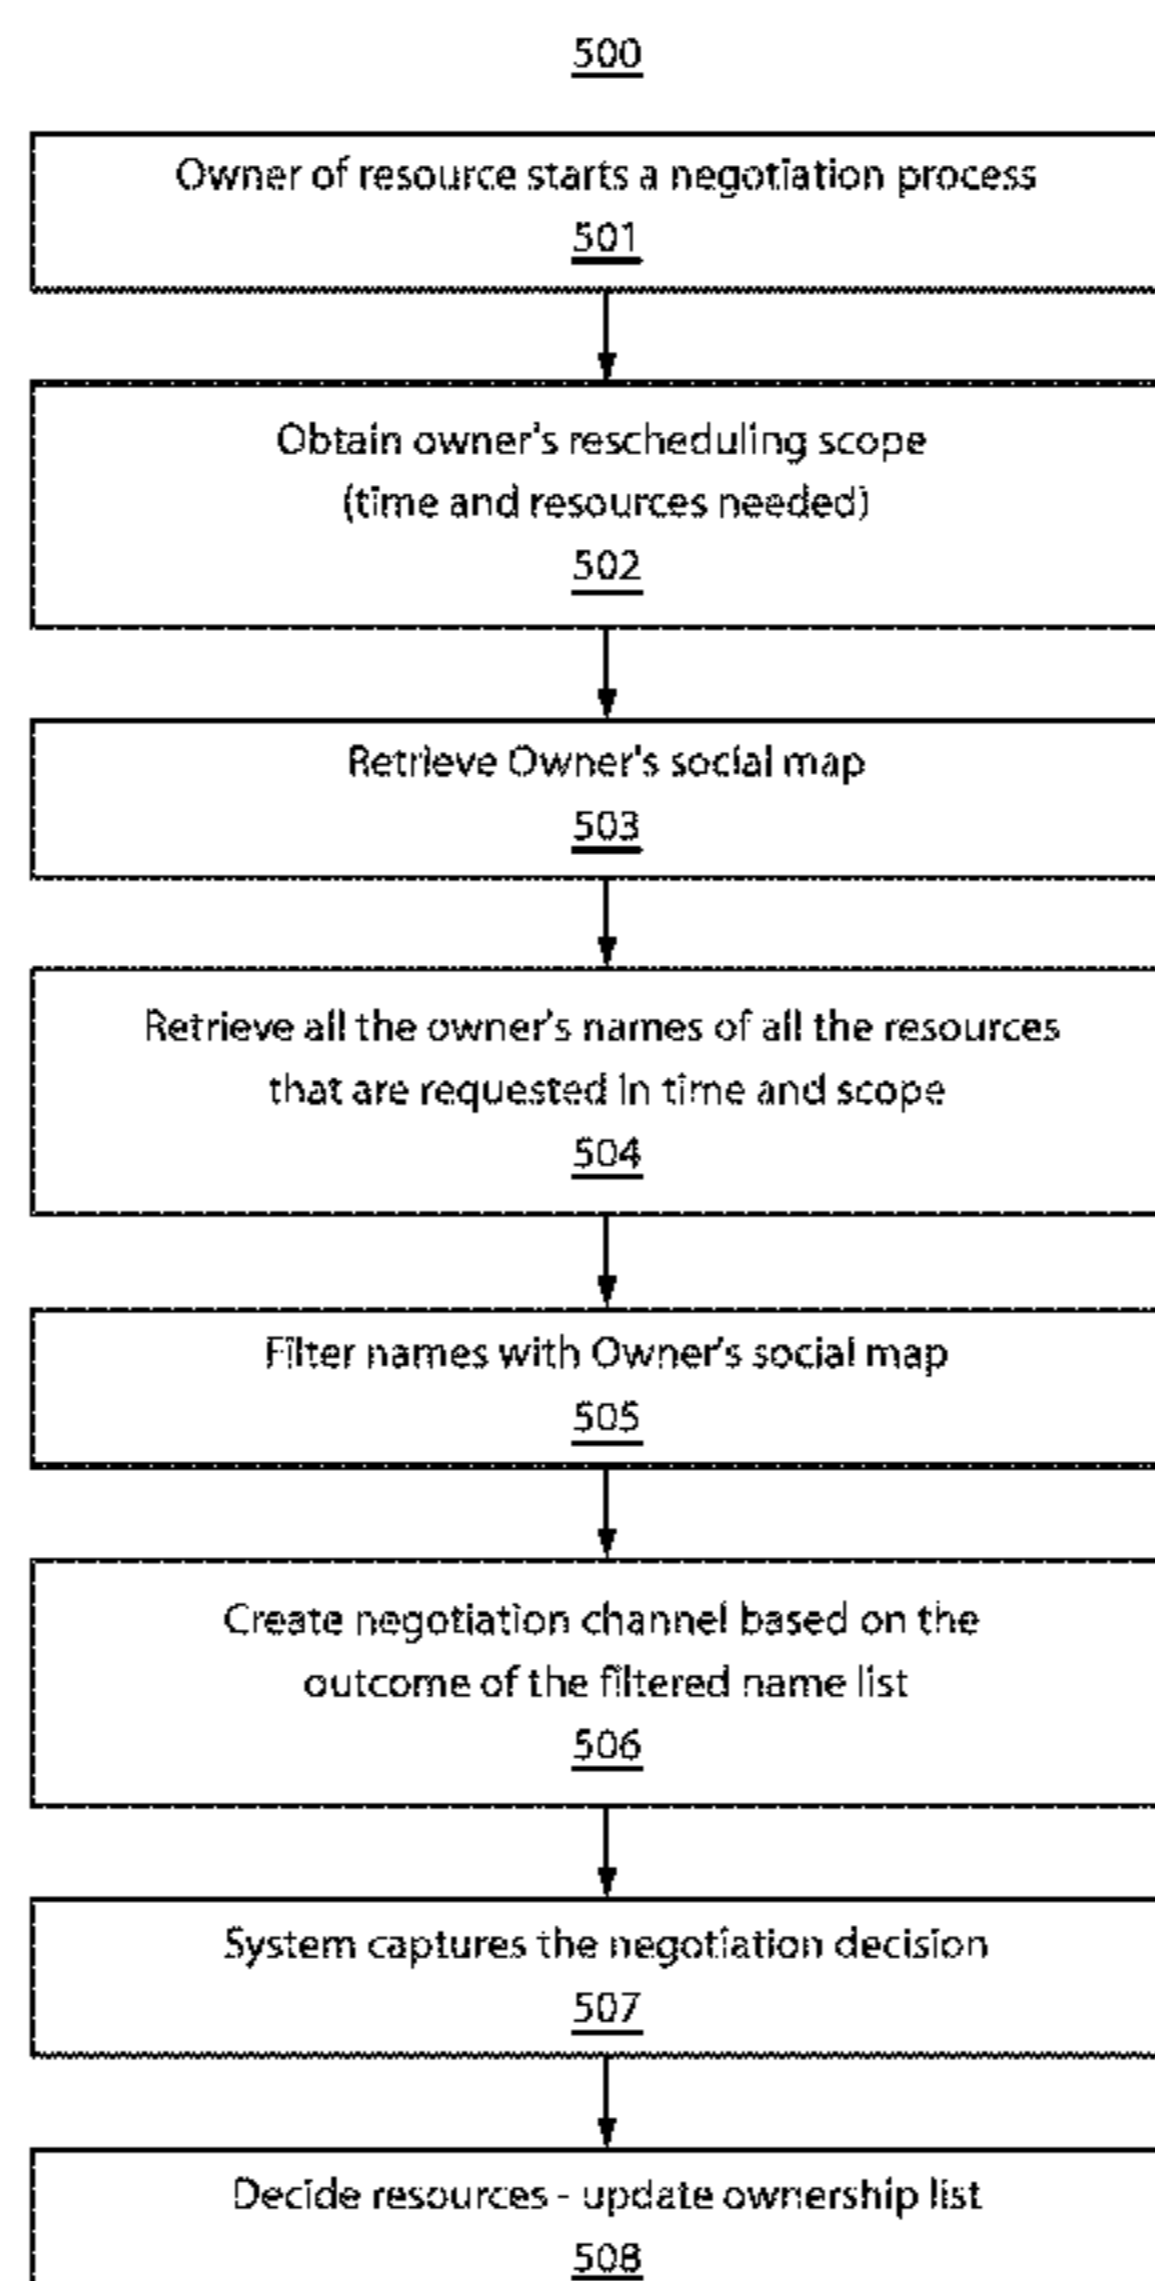 500
Owner of resource starts a negotiation process
501
Obtain owner's rescheduling scope
(time and resources needed)
502
Retrieve Owner's social map
503
Retrieve all the owner's names of all the resources
that are requested in time and scope
504
Filter names with Owner's social map
505
Create negotiation channel based on the
outcome of the filtered name list
506
System captures the negotiation decision
507
Decide resources - update ownership list
508